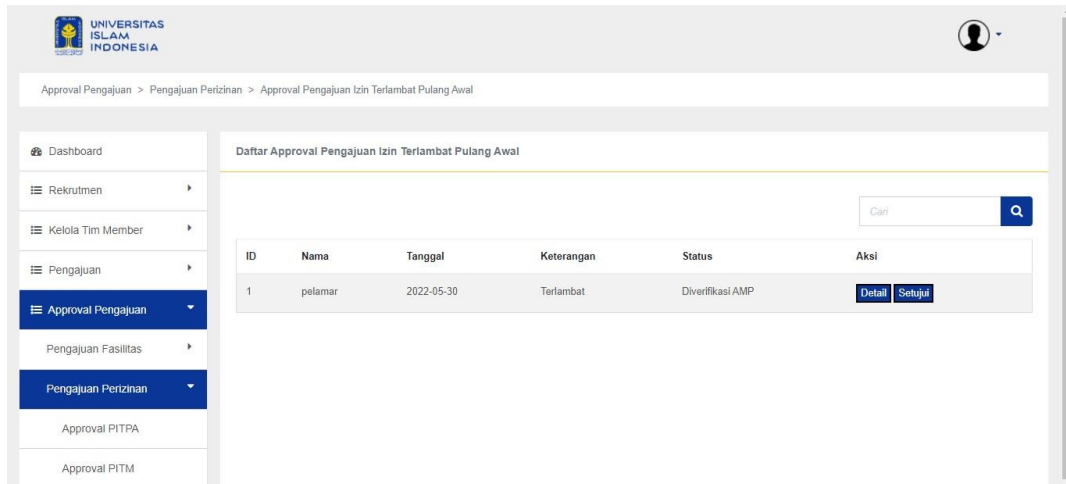 UNIVERSITAS
ISLAM
INDONESIA
Approval Pengajuan > Pengajuan Perizinan > Approval Pengajuan Izin Terlambat Pulang Awal
Dashboard
Rekrutmen
Kelola Tim Member
Pengajuan
Approval Pengajuan
Pengajuan Fasilitas
Pengajuan Perizinan
Approval PITPA
Approval PITM
Daftar Approval Pengajuan Izin Terlambat Pulang Awal
Cari
ID Nama Tanggal Keterangan Status Aksi
1 pelamar 2022-05-30 Terlambat Diverifikasi AMP Detail Setujui